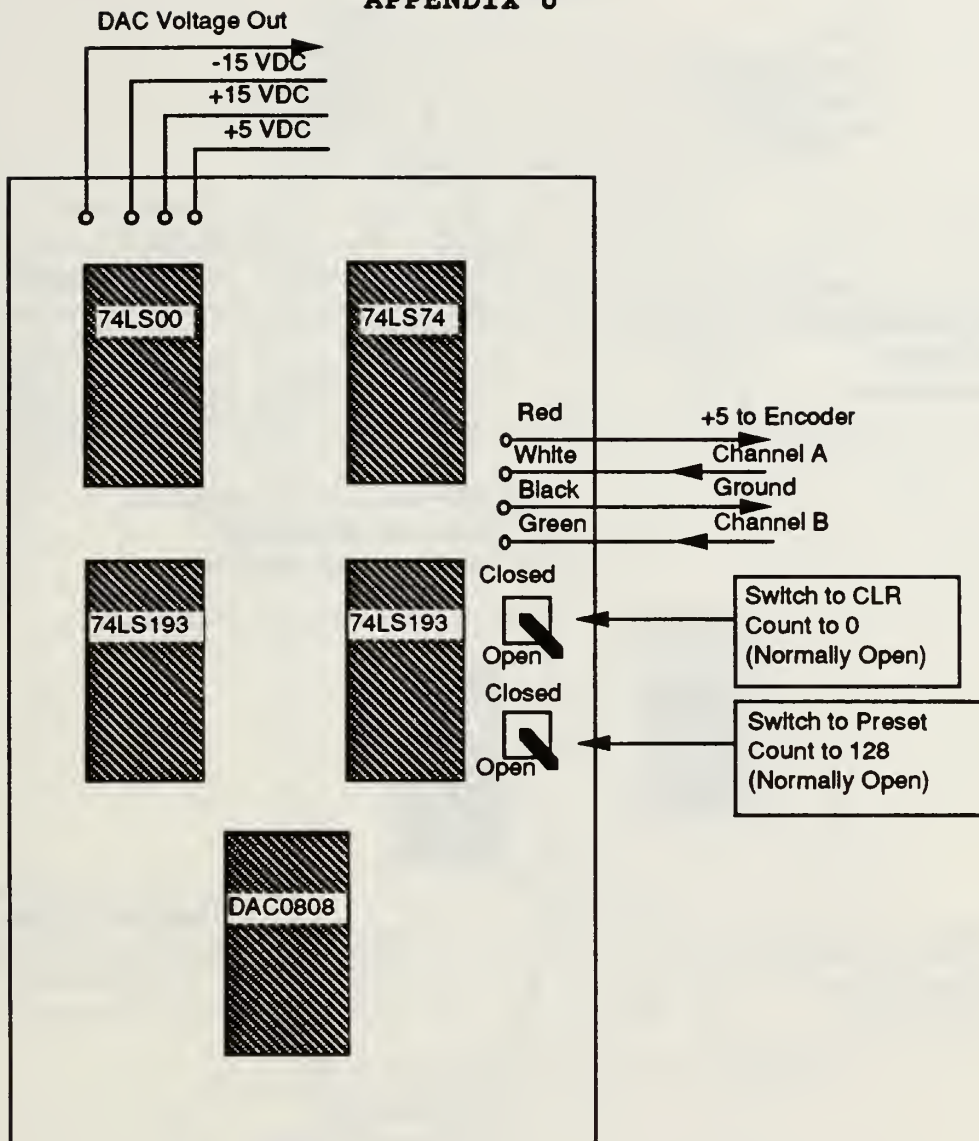 APPENDIX
DAC Voltage Out
-15 VDC
+15 VDC
+5 VDC
74LS00
74LS74
Red
+5 to Encoder
White
Channel A
Black
Ground
Green
Channel B
Closed
Open
Switch to CLR
Count to 0
(Normally Open)
Closed
Open
Switch to Preset
Count to 128
(Normally Open)
74LS193
74LS193
DAC0808